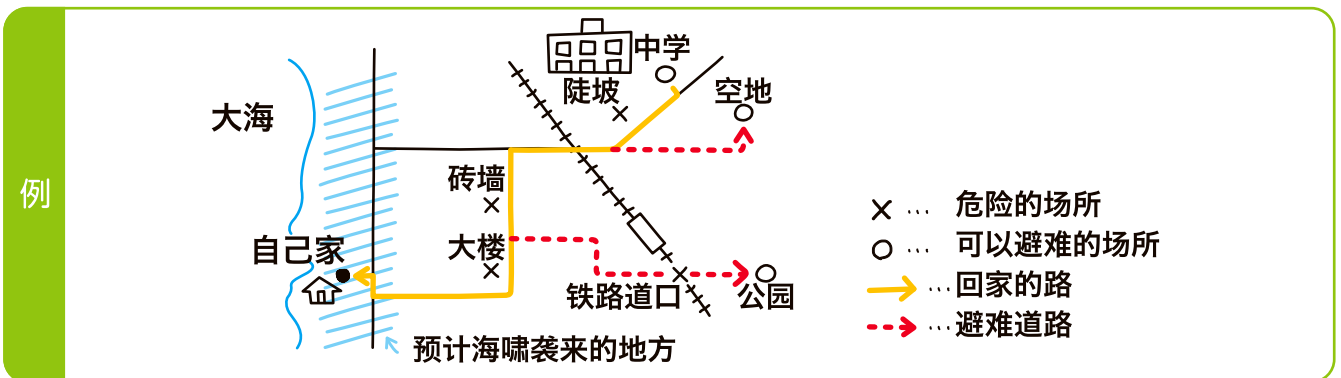 例
中学
陡坡
空地
大海
砖墙
自己家
大楼
铁路道口
公园
预计海啸袭来的地方
×…危险的场所
○…可以避难的场所
…回家的路
…避难道路